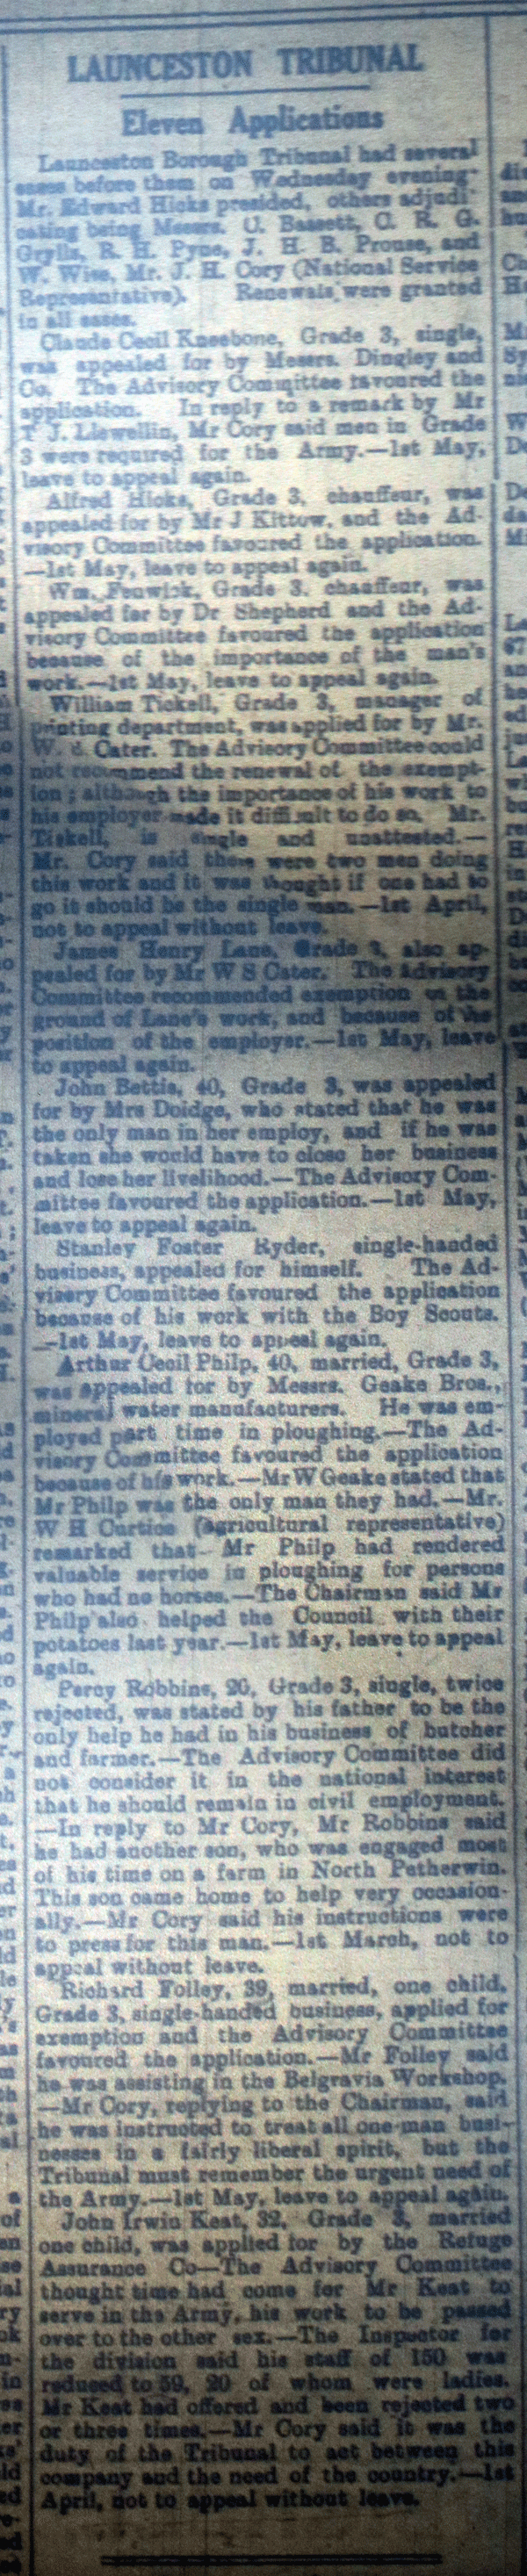 LAUNCESTON TRIBUNAL
Eleven Applications
Launceston Borough Tribunal had several
cases before them on Wednesday evening
Mr. Edward Hicks presided, others adjudi-
cating being Messrs. U. Bassett, C. R. G.
Grylls, R. H. Pyne, J. H. B. Prouse, and
W. Wise, Mr. J. H. Cory (National Service
Representative). Renewals were granted
in all cases.
Claude Cecil Kneebone, Grade 3, single,
was appealed for by Messrs. Dingley and
Co. The Advisory Committee favoured the
application. In reply to a remark by Mr
T J. Llewellin, Mr Cory said men in Grade
3 were required for the Army.—1st May,
leave to appeal again.
Alfred Hicks, Grade 3, chauffeur, was
appealed for by Mr J Kittow, and the Ad-
visory Committee favoured the application.
—1st May, leave to appeal again.
Wm. Fenwick, Grade 3, chauffeur, was
appealed for by Dr Shepherd and the Ad-
visory Committee favoured the application
because of the importance of the man's
work.—1st May, leave to appeal again.
William Tickell, Grade 3, manager of
printing department, was applied for by Mr.
W. S. Cater. The Advisory Committee could
not recommend the renewal of the exempt-
ion; although the importance of his work to
his employer made it difficult to do so. Mr.
Tickell, is single and unattested.—
Mr. Cory said there were two men doing
this work and it was thought if one had to
go it should be the single man.—1st April,
not to appeal without leave.
James Henry Lane, Grade 3, also ap-
pealed for by Mr W S Cater. The Advisory
Committee recommended exemption on the
ground of Lane's work, and because of the
position of the employer.—1st May, leave
to appeal again.
John Bettis, 40, Grade 3, was appealed
for by Mrs Doidge, who stated that he was
the only man in her employ, and if he was
taken she would have to close her business
and lose her livelihood.—The Advisory Com-
mittee favoured the application.—1st May,
leave to appeal again.
Stanley Foster Ryder, single-handed
business, appealed for himself. The Ad-
visory Committee favoured the application
because of his work with the Boy Scouts.
—1st May, leave to appeal again.
Arthur Cecil Philp, 40, married, Grade 3,
was appealed for by Messrs. Geake Bros.,
mineral water manufacturers. He was em-
ployed part time in ploughing.—The Ad-
visory Committee favoured the application
because of his work.—Mr W Geake stated that
Mr Philp was the only man they had.—Mr.
W H Curtice (agricultural representative)
remarked that Mr Philp had rendered
valuable service in ploughing for persons
who had no horses.—The Chairman said Mr
Philp also helped the Council with their
potatoes last year.—1st May, leave to appeal
again.
Percy Robbins, 20, Grade 3, single, twice
rejected, was stated by his father to be the
only help he had in his business of butcher
and farmer.—The Advisory Committee did
not consider it in the national interest
that he should remain in civil employment.
—In reply to Mr Cory, Mr Robbins said
he had another son, who was engaged most
of his time on a farm in North Petherwin.
This son came home to help very occasion-
ally.—Mr Cory said his instructions were
to press for this man.—1st March, not to
appeal without leave.
Richard Folley, 39, married, one child,
Grade 3, single-handed business, applied for
exemption and the Advisory Committee
favoured the application.—Mr Folley said
he was assisting in the Belgravia Workshop.
—Mr Cory, replying to the Chairman, said
he was instructed to treat all one-man busi-
nesses in a fairly liberal spirit, but the
Tribunal must remember the urgent need of
the Army.—1st May, leave to appeal again.
John Irwin Keat, 32, Grade 3, married
one child, was applied for by the Refuge
Assurance Co—The Advisory Committee
thought time had come for Mr Keat to
serve in the Army, his work to be passed
over to the other sex.—The Inspector for
the division said his staff of 150 was
reduced to 59, 20 of whom were ladies.
Mr Keat had offered and been rejected two
or three times.—Mr Cory said it was the
duty of the Tribunal to act between this
company and the need of the country.—1st
April, not to appeal without leave.